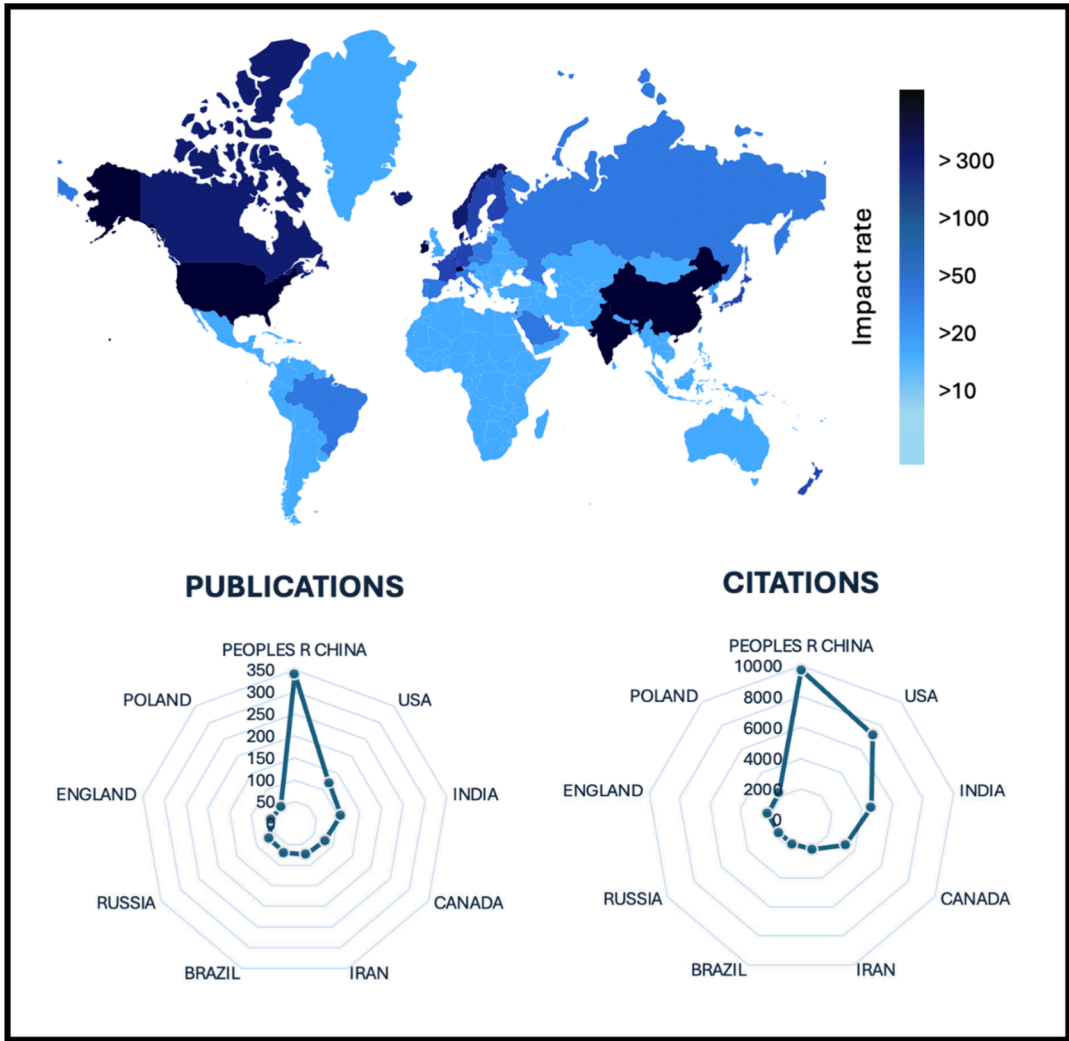 > 300
>100
>50
>20
>10
Impact rate
PUBLICATIONS
PEOPLES R CHINA
350
300
250
200
150
100
50
0
USA
INDIA
CANADA
IRAN
BRAZIL
RUSSIA
ENGLAND
POLAND
CITATIONS
PEOPLES R CHINA
10000
8000
6000
4000
2000
0
USA
INDIA
CANADA
IRAN
BRAZIL
RUSSIA
ENGLAND
POLAND